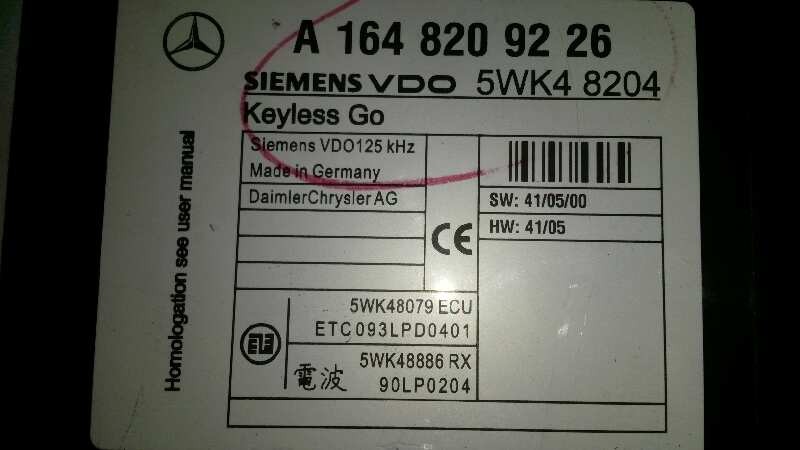 A 164 820 92 26
SIEMENS VDO 5WK4 8204
Keyless Go
Siemens VDO125 kHz
Made in Germany
DaimlerChrysler AG
CE
SW: 41/05/00
HW: 41/05
5WK48079 ECU
ETC093LPD0401
5WK48886 RX
電波 90LP0204
Homologation see user manual